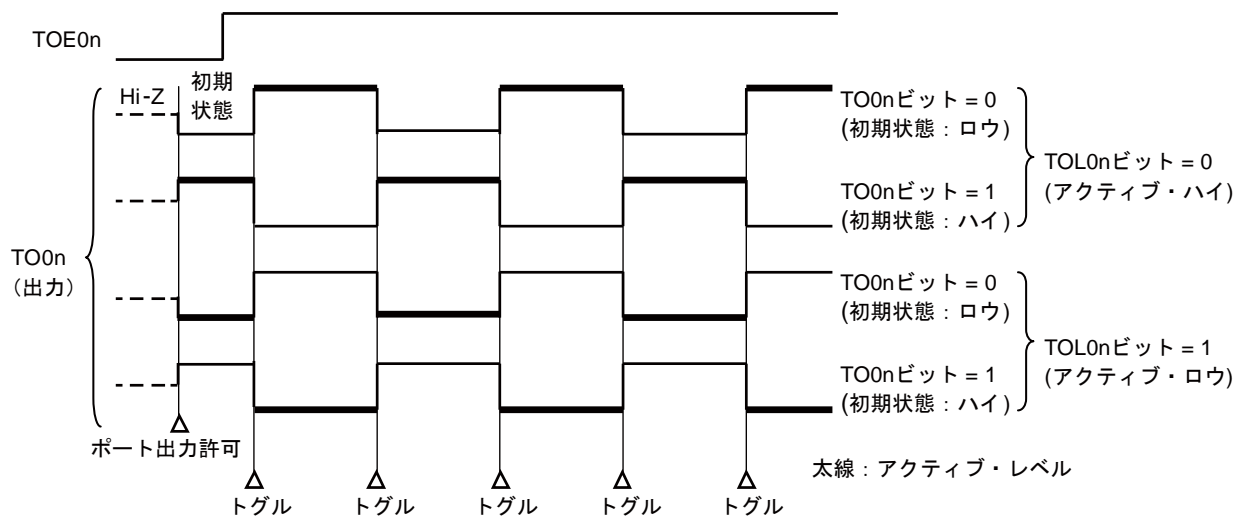 TOE0n
Hi-Z
初期
状態
TO0n
(出力)
TO0nビット = 0
(初期状態：ロウ)
TO0nビット = 1
(初期状態：ハイ)
TOL0nビット = 0
(アクティブ・ハイ)
TO0nビット = 0
(初期状態：ロウ)
TO0nビット = 1
(初期状態：ハイ)
TOL0nビット = 1
(アクティブ・ロウ)
ポート出力許可
太線：アクティブ・レベル
トグル
トグル
トグル
トグル
トグル